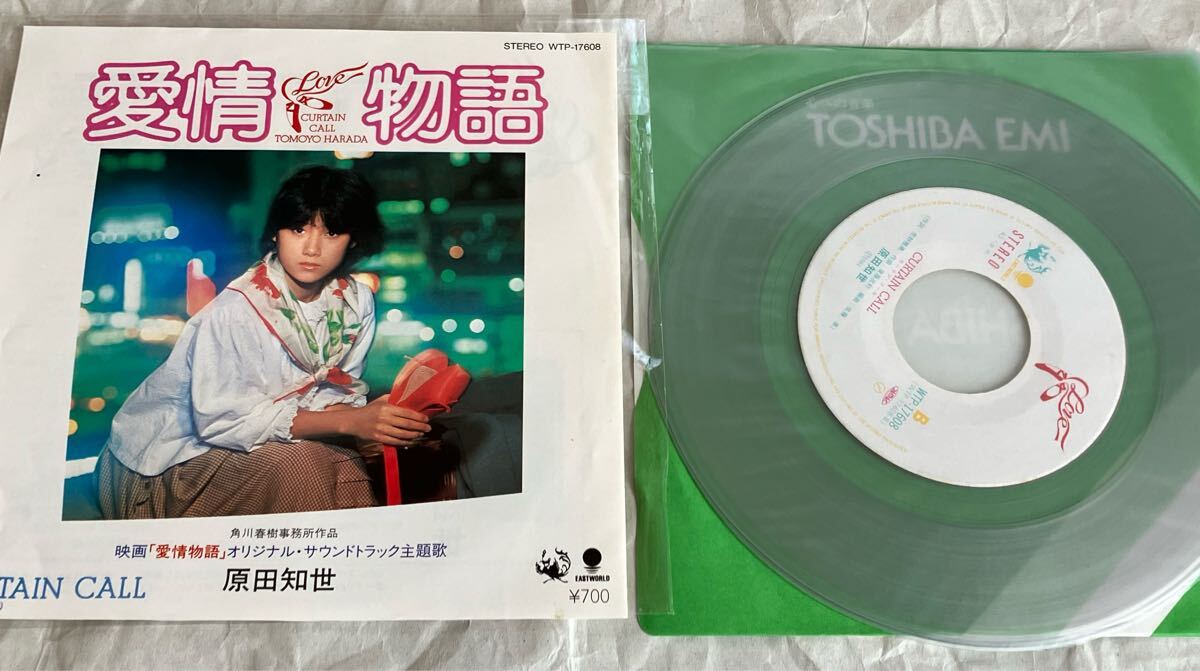 STEREO WTP-17608
愛情物語
Love
CURTAIN
CALL
TOMOYO HARADA
角川春樹事務所作品
映画「愛情物語」オリジナル・サウンドトラック主題歌
原田知世
EASTWORLD
¥700
TAIN CALL
TOSHIBA EMI
STEREO
CURTAIN CALL
原田知世
Love
B
WTP-17608
HIBA